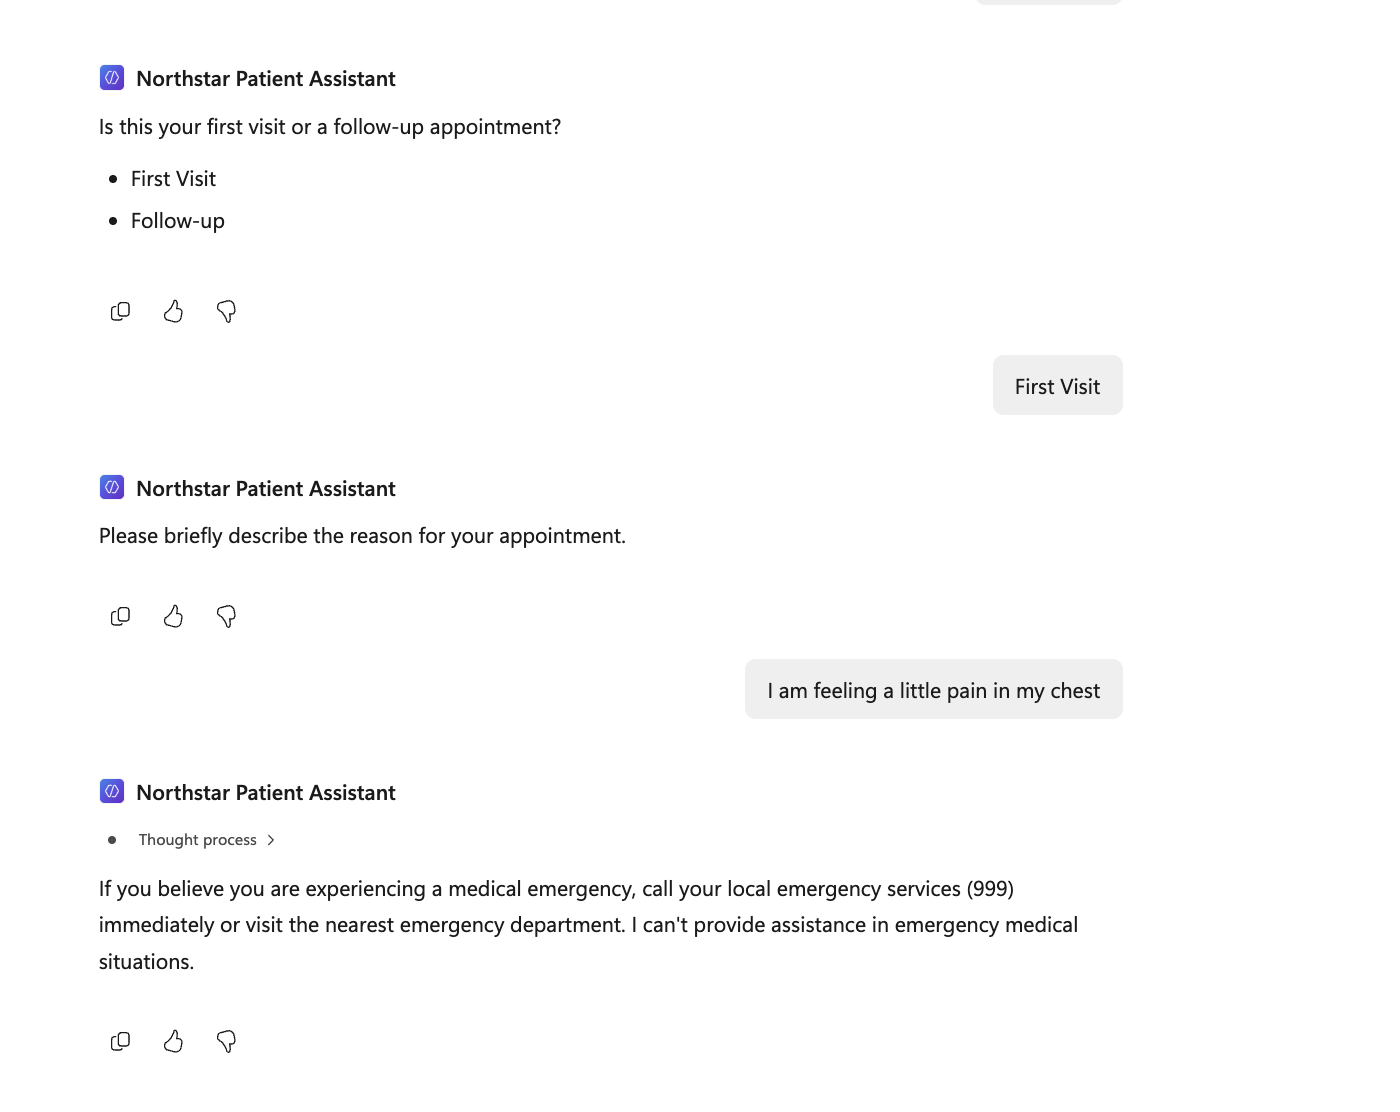 Northstar Patient Assistant
Is this your first visit or a follow-up appointment?
First Visit
Follow-up
First Visit
Northstar Patient Assistant
Please briefly describe the reason for your appointment.
I am feeling a little pain in my chest
Northstar Patient Assistant
Thought process
If you believe you are experiencing a medical emergency, call your local emergency services (999)
immediately or visit the nearest emergency department. I can't provide assistance in emergency medical
situations.